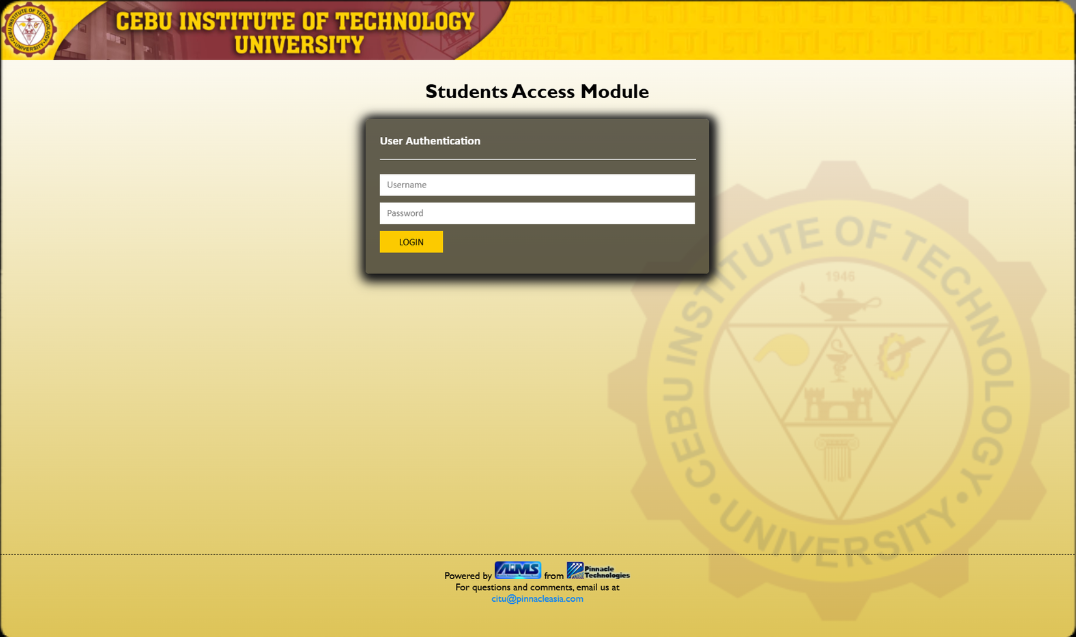 CEBU INSTITUTE OF TECHNOLOGY
UNIVERSITY
Students Access Module
User Authentication
Username
Password
LOGIN
CEBU INSTITUTE OF TECHNOLOGY
• UNIVERSITY •
1946
Powered by AIMS from Pinnacle Technologies
For questions and comments, email us at
citu@pinnacleasia.com